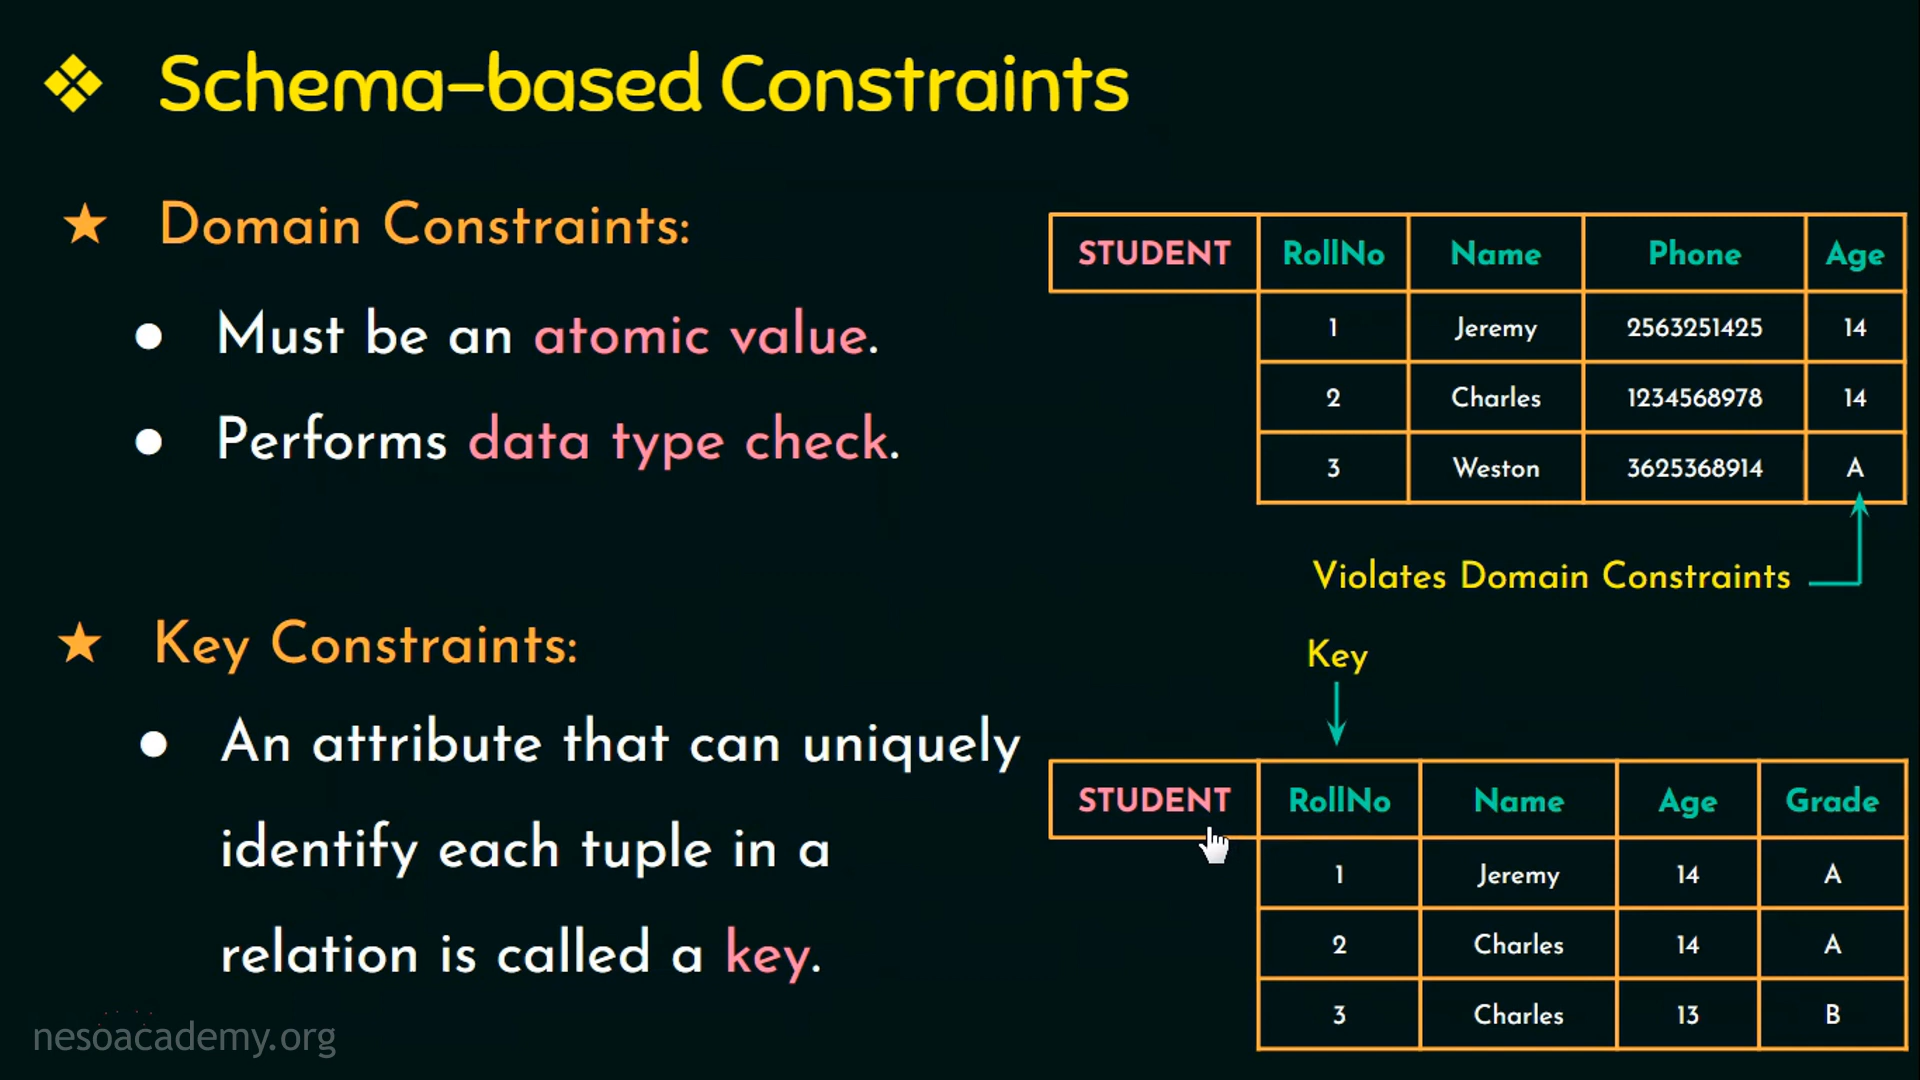 ❖ Schema-based Constraints
★ Domain Constraints:
● Must be an atomic value.
● Performs data type check.
STUDENT RollNo Name Phone Age
1 Jeremy 2563251425 14
2 Charles 1234568978 14
3 Weston 3625368914 A
Violates Domain Constraints
★ Key Constraints:
● An attribute that can uniquely
identify each tuple in a
relation is called a key.
Key
STUDENT RollNo Name Age Grade
1 Jeremy 14 A
2 Charles 14 A
3 Charles 13 B
nesoacademy.org